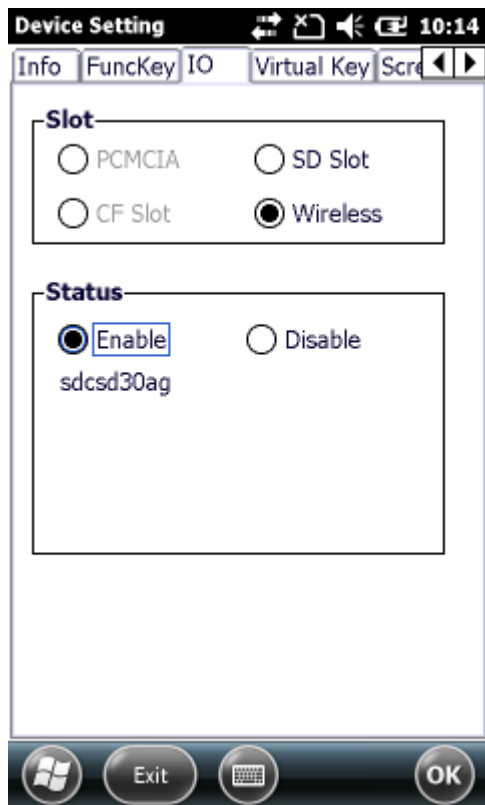 Device Setting 10:14
Info FuncKey IO Virtual Key Scre
Slot
PCMCIA SD Slot
CF Slot Wireless
Status
Enable Disable
sdcsd30ag
Exit OK